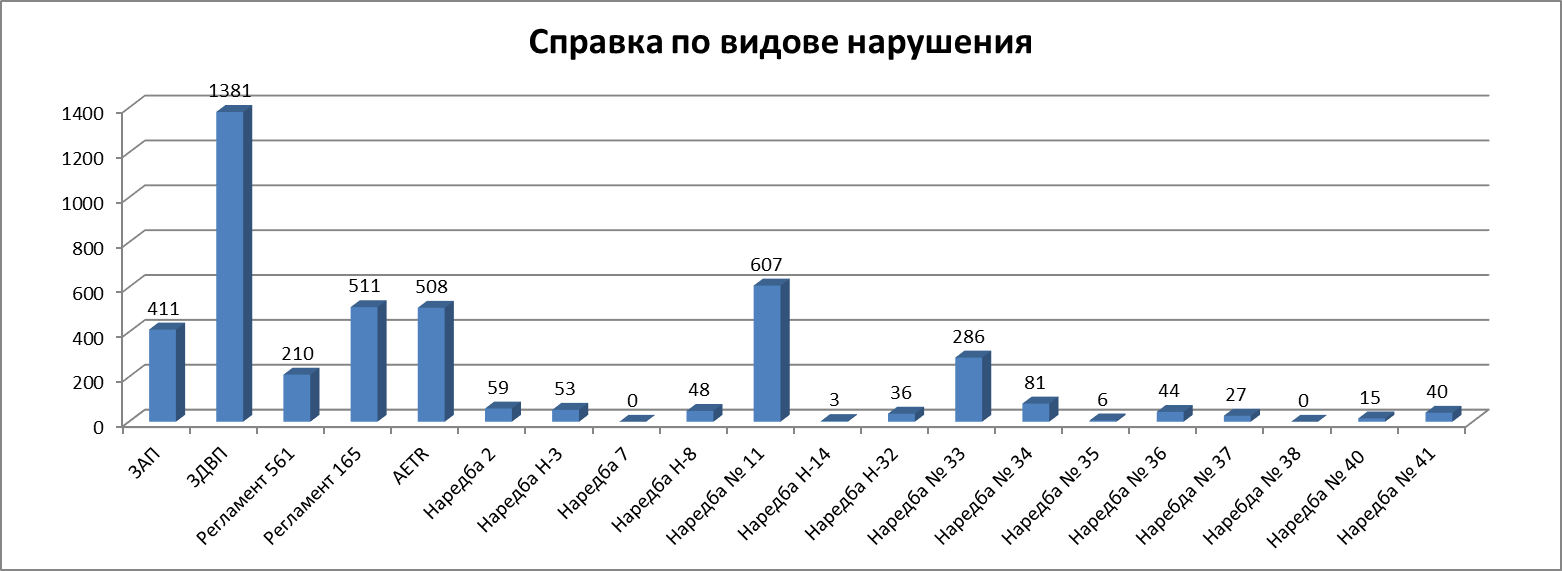 Справка по видове нарушения
1400
1200
1000
800
600
400
200
0
411
1381
210
511
508
59
53
0
48
607
3
36
286
81
6
44
27
0
15
40
ЗАП
ЗДВП
Регламент 561
Регламент 165
AETR
Наредба 2
Наредба Н-3
Наредба 7
Наредба Н-8
Наредба № 11
Наредба Н-14
Наредба Н-32
Наредба № 33
Наредба № 34
Наредба № 35
Наредба № 36
Наребда № 37
Наребда № 38
Наредба № 40
Наредба № 41